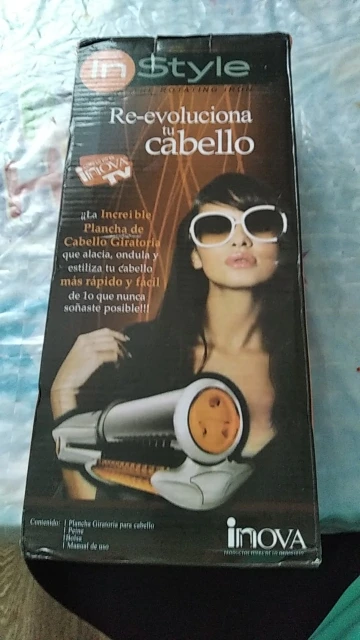 InStyle
ROTATING IRON
Re-evoluciona
tu
cabello
inova
TV
¡¡La Increíble
Plancha de
Cabello Giratoria
que alacia, ondula y
estiliza tu cabello
más rápido y fácil
de lo que nunca
soñaste posible!!!
Contenido: 1 Plancha Giratoria para cabello
1 Peine
1 Bolsa
1 Manual de uso
inova